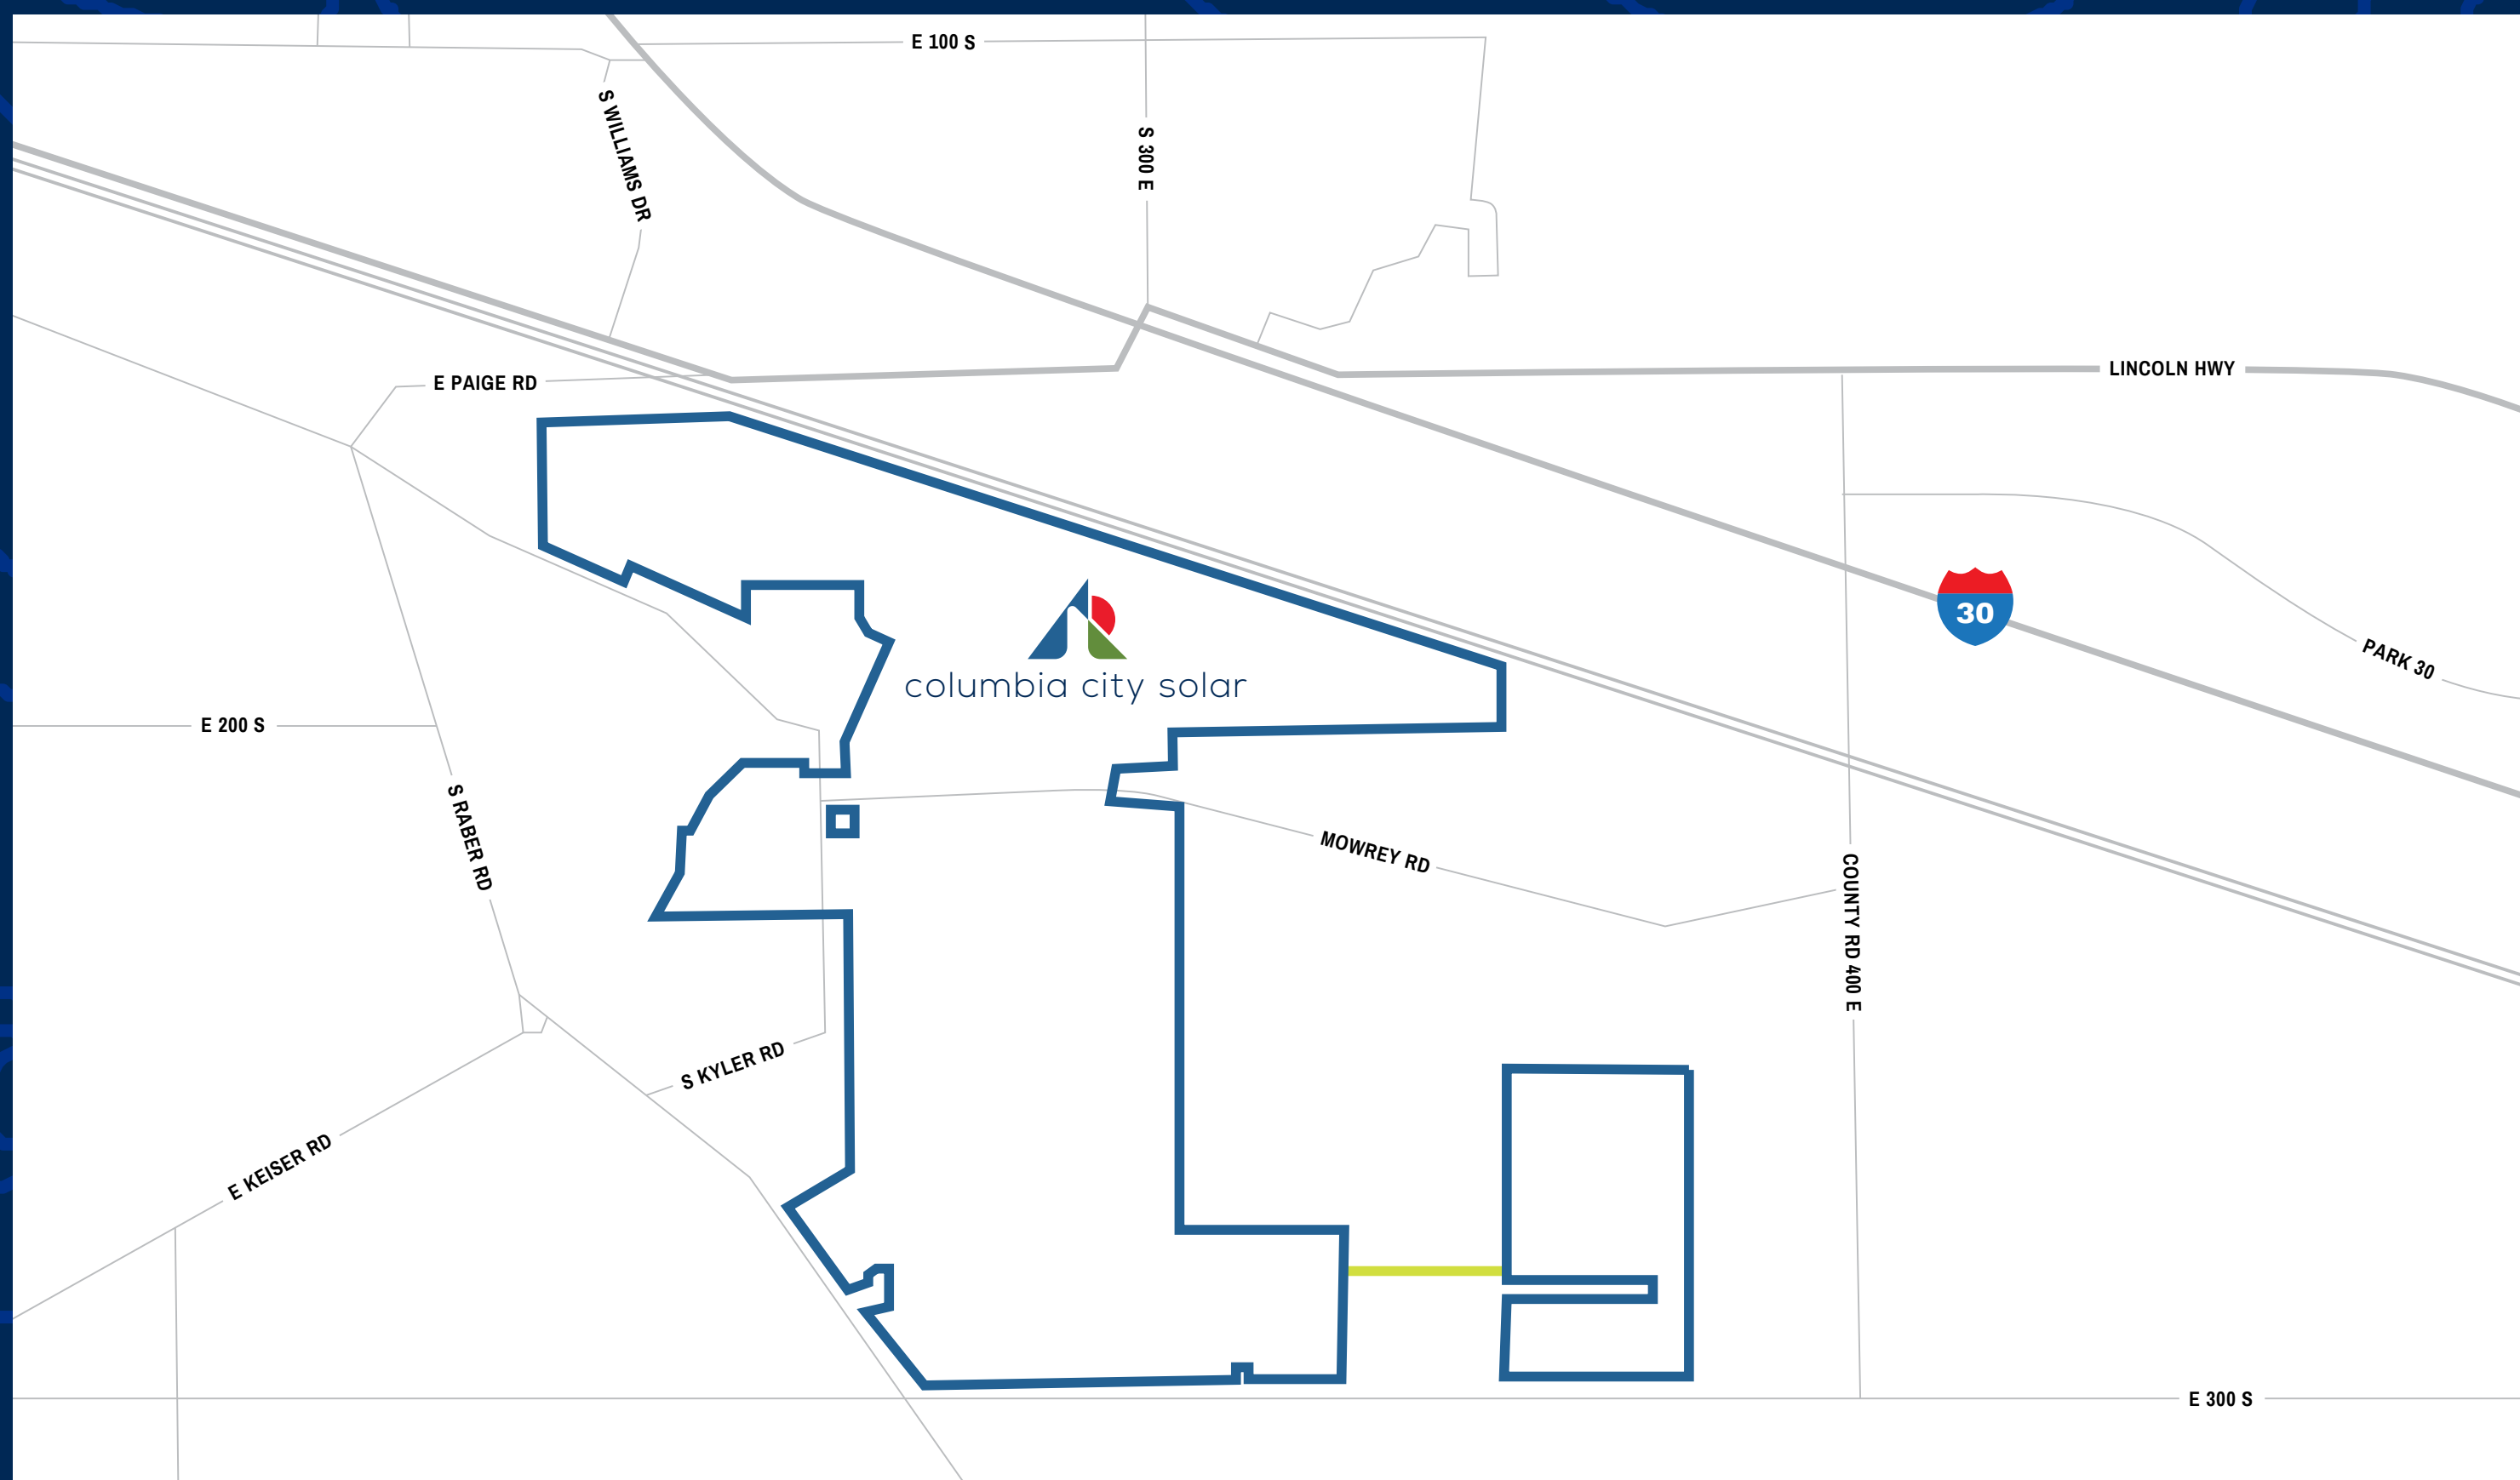 E 100 S
S WILLIAMS DR
S 300 E
LINCOLN HWY
E PAIGE RD
30
PARK 30
columbia city solar
E 200 S
S RABER RD
MOWREY RD
COUNTY RD 400 E
S KYLER RD
E KEISER RD
E 300 S